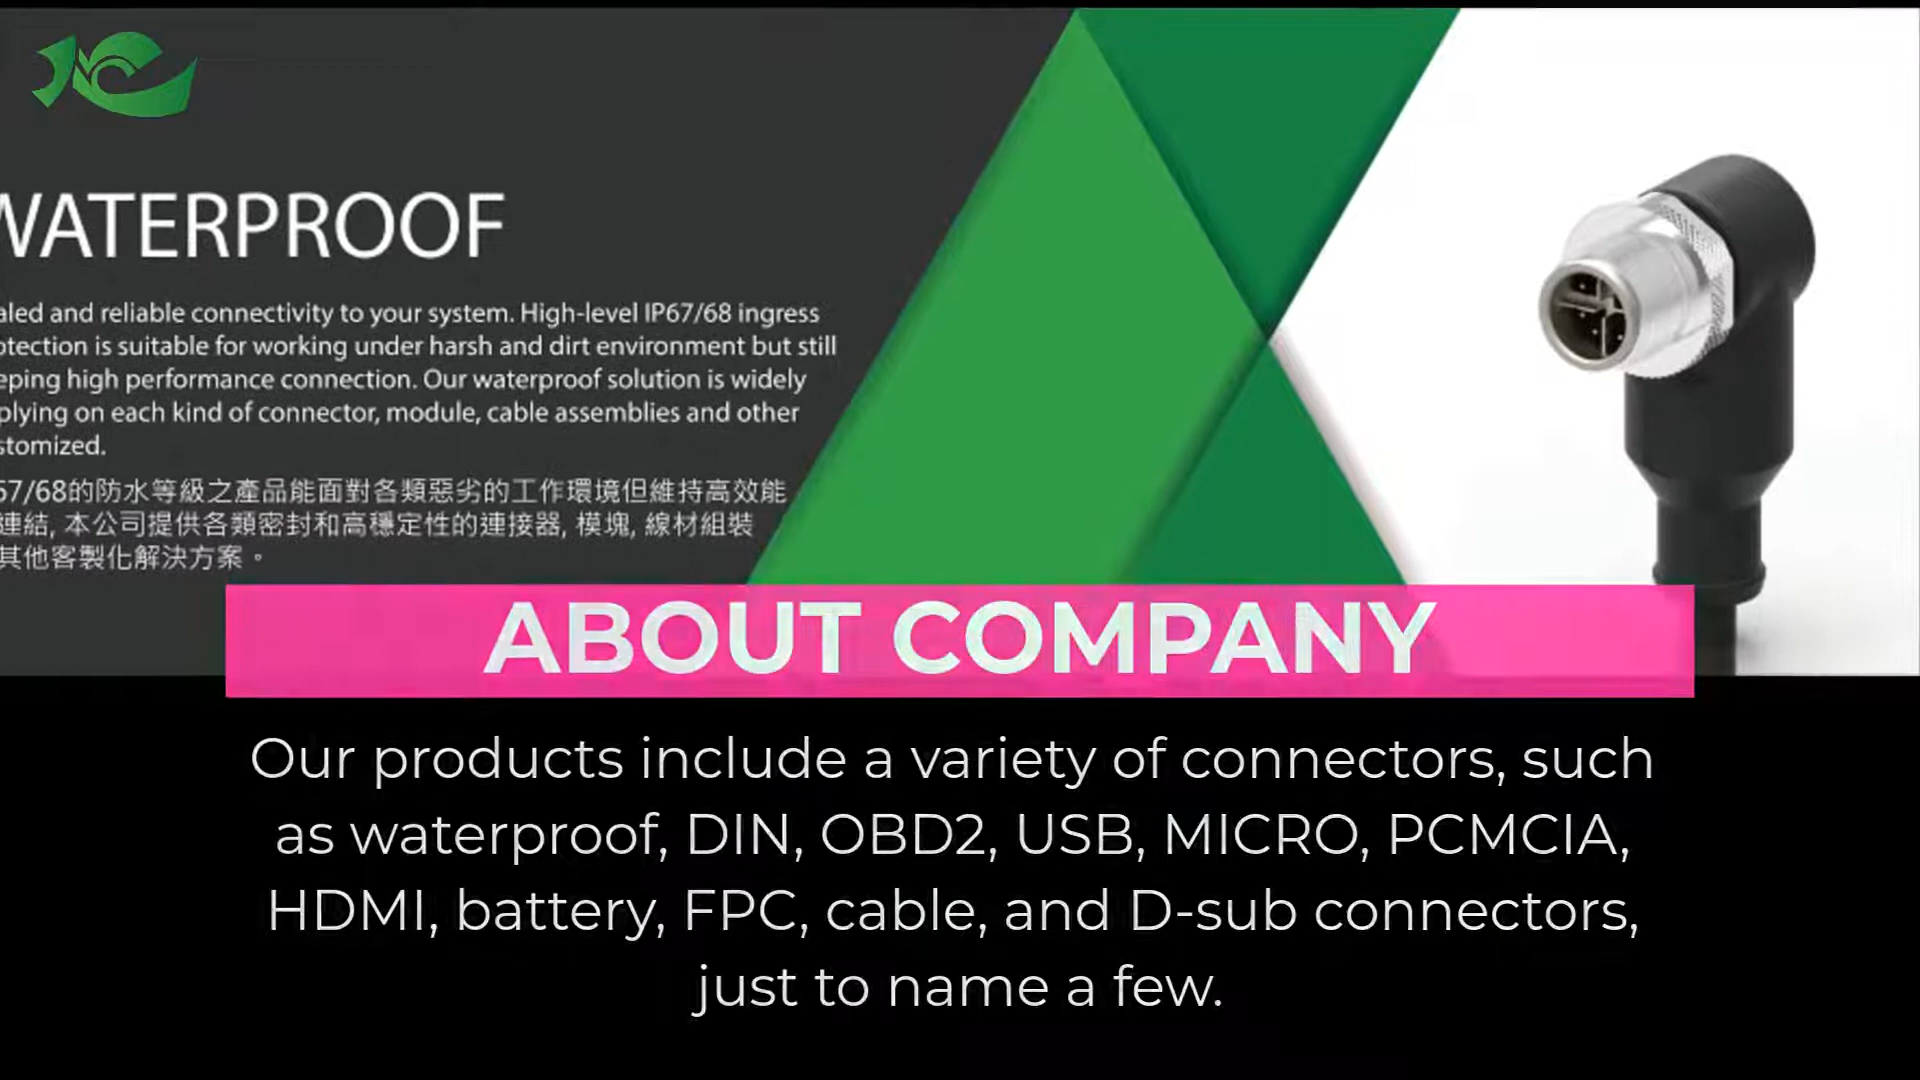 WATERPROOF
aled and reliable connectivity to your system. High-level IP67/68 ingress
otection is suitable for working under harsh and dirt environment but still
eping high performance connection. Our waterproof solution is widely
plying on each kind of connector, module, cable assemblies and other
stomized.
67/68的防水等級之產品能面對各類惡劣的工作環境但維持高效能
連結, 本公司提供各類密封和高穩定性的連接器, 模塊, 線材組裝
其他客製化解決方案。
ABOUT COMPANY
Our products include a variety of connectors, such
as waterproof, DIN, OBD2, USB, MICRO, PCMCIA,
HDMI, battery, FPC, cable, and D-sub connectors,
just to name a few.